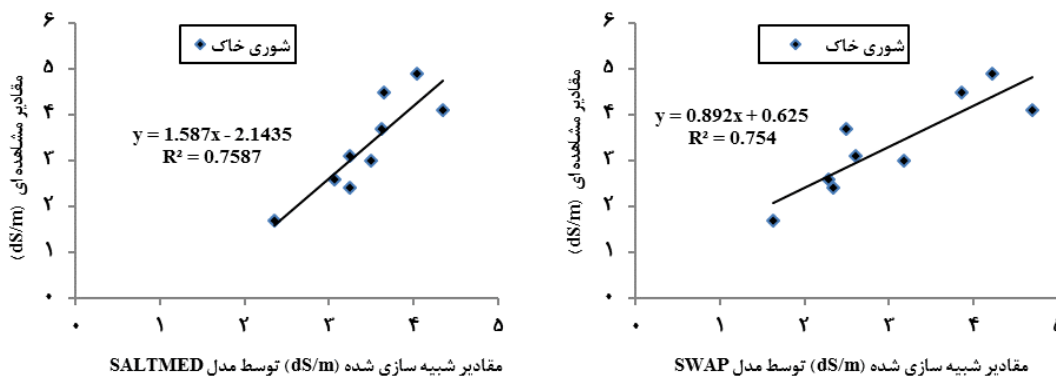 شوری خاک
مقادیر مشاهده ای (dS/m)
y = 1.587x - 2.1435
R² = 0.7587
۶
۵
۴
۳
۲
۱
۰
۰ ۱ ۲ ۳ ۴ ۵
مقادیر شبیه سازی شده (dS/m) توسط مدل SALTMED
شوری خاک
مقادیر مشاهده ای (dS/m)
y = 0.892x + 0.625
R² = 0.754
۶
۵
۴
۳
۲
۱
۰
۰ ۱ ۲ ۳ ۴ ۵
مقادیر شبیه سازی شده (dS/m) توسط مدل SWAP